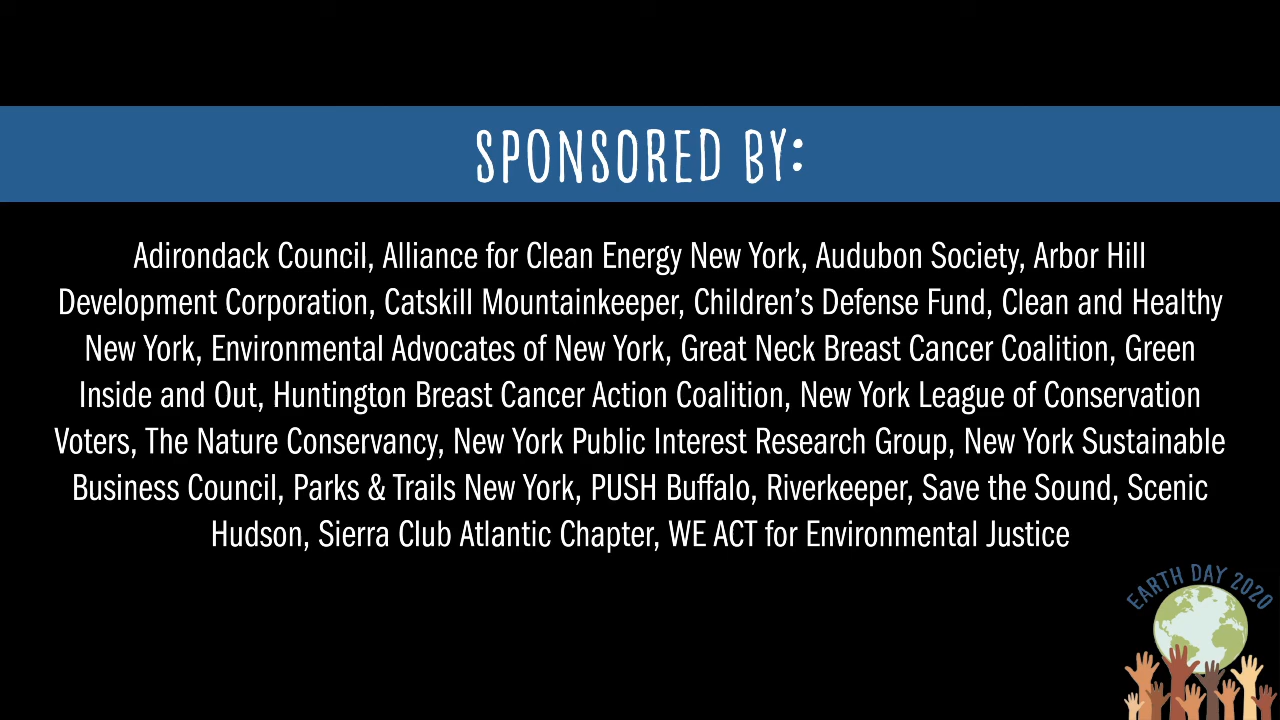 SPONSORED BY:
Adirondack Council, Alliance for Clean Energy New York, Audubon Society, Arbor Hill
Development Corporation, Catskill Mountainkeeper, Children’s Defense Fund, Clean and Healthy
New York, Environmental Advocates of New York, Great Neck Breast Cancer Coalition, Green
Inside and Out, Huntington Breast Cancer Action Coalition, New York League of Conservation
Voters, The Nature Conservancy, New York Public Interest Research Group, New York Sustainable
Business Council, Parks & Trails New York, PUSH Buffalo, Riverkeeper, Save the Sound, Scenic
Hudson, Sierra Club Atlantic Chapter, WE ACT for Environmental Justice
EARTH DAY 2020